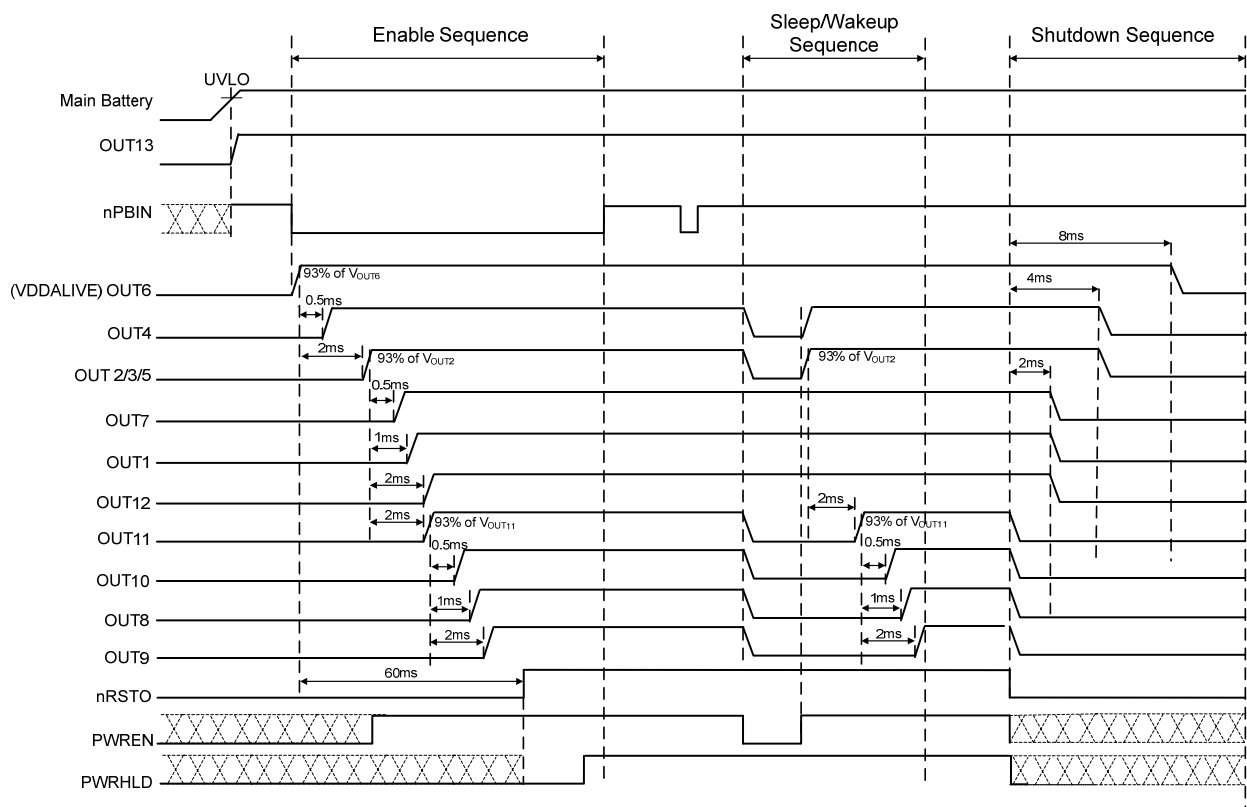 Enable Sequence
Sleep/Wakeup
Sequence
Shutdown Sequence
UVLO
Main Battery
OUT13
nPBIN
8ms
93% of VOUT6
(VDDALIVE) OUT6
4ms
0.5ms
OUT4
2ms
93% of VOUT2
93% of VOUT2
OUT 2/3/5
2ms
0.5ms
OUT7
1ms
OUT1
2ms
OUT12
2ms
2ms
93% of VOUT11
93% of VOUT11
OUT11
0.5ms
0.5ms
OUT10
1ms
1ms
OUT8
2ms
2ms
OUT9
60ms
nRSTO
PWREN
PWRHLD